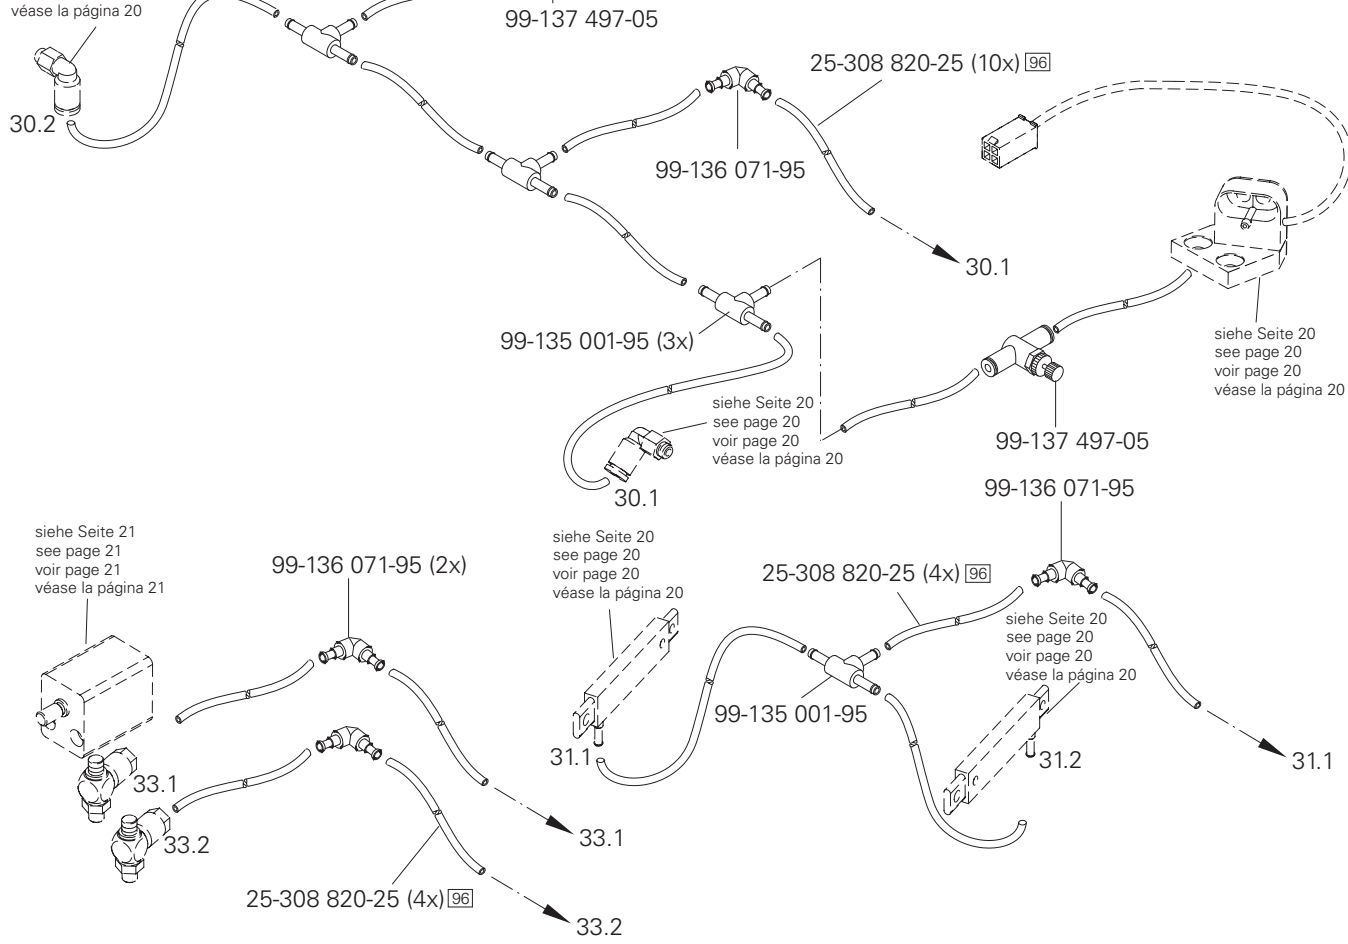 véase la página 20
99-137 497-05
25-308 820-25 (10x) 96
30.2
99-136 071-95
30.1
99-135 001-95 (3x)
siehe Seite 20
see page 20
voir page 20
véase la página 20
siehe Seite 20
see page 20
voir page 20
véase la página 20
99-137 497-05
30.1
99-136 071-95
siehe Seite 21
see page 21
voir page 21
véase la página 21
99-136 071-95 (2x)
siehe Seite 20
see page 20
voir page 20
véase la página 20
25-308 820-25 (4x) 96
siehe Seite 20
see page 20
voir page 20
véase la página 20
99-135 001-95
31.1
31.2
31.1
33.1
33.2
33.1
25-308 820-25 (4x) 96
33.2